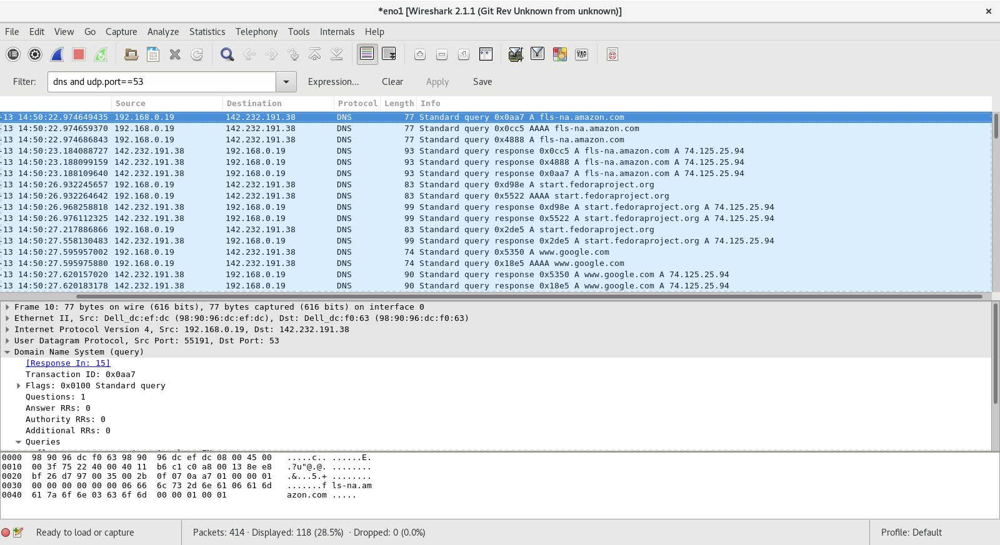 *eno1 [Wireshark 2.1.1 (Git Rev Unknown from unknown)]
File Edit View Go Capture Analyze Statistics Telephony Tools Internals Help
Filter: dns and udp.port==53 Expression... Clear Apply Save
Source Destination Protocol Length Info
-13 14:50:22.974649435 192.168.0.19 142.232.191.38 DNS 77 Standard query 0x0aa7 A fls-na.amazon.com
-13 14:50:22.974659370 192.168.0.19 142.232.191.38 DNS 77 Standard query 0x0cc5 AAAA fls-na.amazon.com
-13 14:50:22.974686843 192.168.0.19 142.232.191.38 DNS 77 Standard query 0x4888 A fls-na.amazon.com
-13 14:50:23.184088727 142.232.191.38 192.168.0.19 DNS 93 Standard query response 0x0cc5 A fls-na.amazon.com A 74.125.25.94
-13 14:50:23.188099159 142.232.191.38 192.168.0.19 DNS 93 Standard query response 0x4888 A fls-na.amazon.com A 74.125.25.94
-13 14:50:23.188109640 142.232.191.38 192.168.0.19 DNS 93 Standard query response 0x0aa7 A fls-na.amazon.com A 74.125.25.94
-13 14:50:26.932245657 192.168.0.19 142.232.191.38 DNS 83 Standard query 0xd98e A start.fedoraproject.org
-13 14:50:26.932264642 192.168.0.19 142.232.191.38 DNS 83 Standard query 0x5522 AAAA start.fedoraproject.org
-13 14:50:26.968258818 142.232.191.38 192.168.0.19 DNS 99 Standard query response 0xd98e A start.fedoraproject.org A 74.125.25.94
-13 14:50:26.976112325 142.232.191.38 192.168.0.19 DNS 99 Standard query response 0x5522 A start.fedoraproject.org A 74.125.25.94
-13 14:50:27.217886866 192.168.0.19 142.232.191.38 DNS 83 Standard query 0x2de5 A start.fedoraproject.org
-13 14:50:27.558130483 142.232.191.38 192.168.0.19 DNS 99 Standard query response 0x2de5 A start.fedoraproject.org A 74.125.25.94
-13 14:50:27.595957002 192.168.0.19 142.232.191.38 DNS 74 Standard query 0x5350 A www.google.com
-13 14:50:27.595975880 192.168.0.19 142.232.191.38 DNS 74 Standard query 0x18e5 AAAA www.google.com
-13 14:50:27.620157020 142.232.191.38 192.168.0.19 DNS 90 Standard query response 0x5350 A www.google.com A 74.125.25.94
-13 14:50:27.620183178 142.232.191.38 192.168.0.19 DNS 90 Standard query response 0x18e5 A www.google.com A 74.125.25.94
Frame 10: 77 bytes on wire (616 bits), 77 bytes captured (616 bits) on interface 0
Ethernet II, Src: Dell_dc:ef:dc (98:90:96:dc:ef:dc), Dst: Dell_dc:f0:63 (98:90:96:dc:f0:63)
Internet Protocol Version 4, Src: 192.168.0.19, Dst: 142.232.191.38
User Datagram Protocol, Src Port: 55191, Dst Port: 53
Domain Name System (query)
[Response In: 15]
Transaction ID: 0x0aa7
Flags: 0x0100 Standard query
Questions: 1
Answer RRs: 0
Authority RRs: 0
Additional RRs: 0
Queries
0000 98 90 96 dc f0 63 98 90 96 dc ef dc 08 00 45 00 .....c.. ......E.
0010 00 3f 75 22 40 00 40 11 b6 c1 c0 a8 00 13 8e e8 .?u"@.@. ........
0020 bf 26 d7 97 00 35 00 2b 0f 07 0a a7 01 00 00 01 .&...5.+ ........
0030 00 00 00 00 00 00 06 66 6c 73 2d 6e 61 06 61 6d .......f ls-na.am
0040 61 7a 6f 6e 03 63 6f 6d 00 00 01 00 01 azon.com .....
Ready to load or capture Packets: 414 · Displayed: 118 (28.5%) · Dropped: 0 (0.0%) Profile: Default